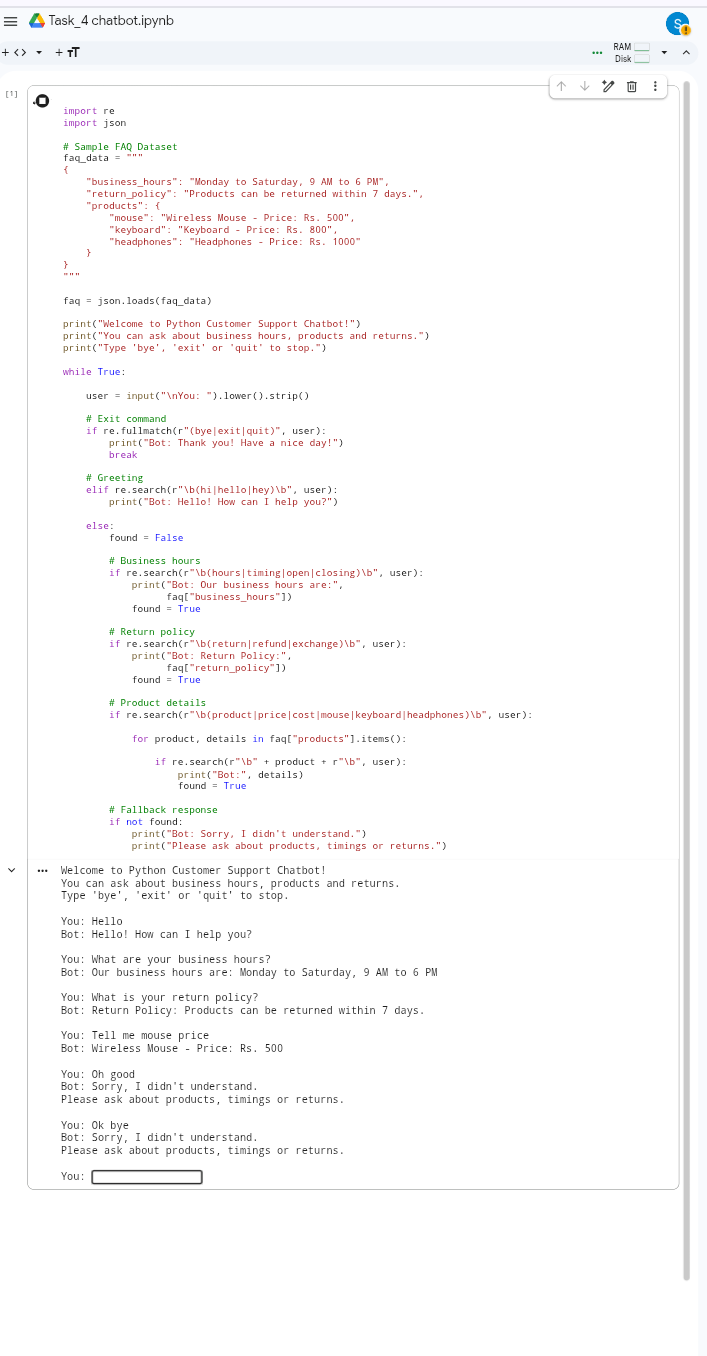 Task_4 chatbot.ipynb
S
+ <> + TT
RAM
Disk
[1]
import re
import json
# Sample FAQ Dataset
faq_data = """
{
    "business_hours": "Monday to Saturday, 9 AM to 6 PM",
    "return_policy": "Products can be returned within 7 days.",
    "products": {
        "mouse": "Wireless Mouse - Price: Rs. 500",
        "keyboard": "Keyboard - Price: Rs. 800",
        "headphones": "Headphones - Price: Rs. 1000"
    }
}
"""
faq = json.loads(faq_data)
print("Welcome to Python Customer Support Chatbot!")
print("You can ask about business hours, products and returns.")
print("Type 'bye', 'exit' or 'quit' to stop.")
while True:
    user = input("\nYou: ").lower().strip()
    # Exit command
    if re.fullmatch(r"(bye|exit|quit)", user):
        print("Bot: Thank you! Have a nice day!")
        break
    # Greeting
    elif re.search(r"\b(hi|hello|hey)\b", user):
        print("Bot: Hello! How can I help you?")
    else:
        found = False
        # Business hours
        if re.search(r"\b(hours|timing|open|closing)\b", user):
            print("Bot: Our business hours are:",
                  faq["business_hours"])
            found = True
        # Return policy
        if re.search(r"\b(return|refund|exchange)\b", user):
            print("Bot: Return Policy:",
                  faq["return_policy"])
            found = True
        # Product details
        if re.search(r"\b(product|price|cost|mouse|keyboard|headphones)\b", user):
            for product, details in faq["products"].items():
                if re.search(r"\b" + product + r"\b", user):
                    print("Bot:", details)
                    found = True
        # Fallback response
        if not found:
            print("Bot: Sorry, I didn't understand.")
            print("Please ask about products, timings or returns.")
Welcome to Python Customer Support Chatbot!
You can ask about business hours, products and returns.
Type 'bye', 'exit' or 'quit' to stop.
You: Hello
Bot: Hello! How can I help you?
You: What are your business hours?
Bot: Our business hours are: Monday to Saturday, 9 AM to 6 PM
You: What is your return policy?
Bot: Return Policy: Products can be returned within 7 days.
You: Tell me mouse price
Bot: Wireless Mouse - Price: Rs. 500
You: Oh good
Bot: Sorry, I didn't understand.
Please ask about products, timings or returns.
You: Ok bye
Bot: Sorry, I didn't understand.
Please ask about products, timings or returns.
You: